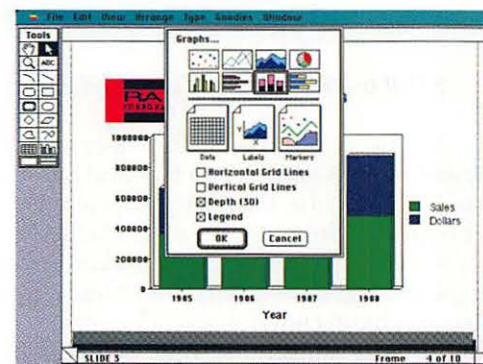 File Edit View Arrange Type Goodies Window
Tools
ABC
Graphs...
RA
Data Labels Markers
Horizontal Grid Lines
Vertical Grid Lines
Depth (3D)
Legend
OK Cancel
1000000
800000
600000
400000
200000
0
Sales
Dollars
1985 1986 1987 1988
Year
SLIDE 3 Frame 4 of 10